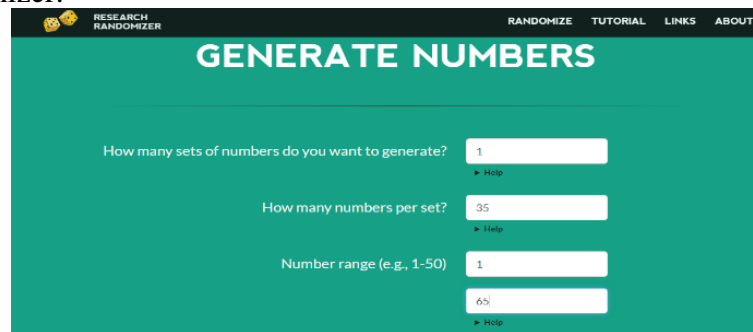 RESEARCH
RANDOMIZER
RANDOMIZE TUTORIAL LINKS ABOUT
GENERATE NUMBERS
How many sets of numbers do you want to generate? 1
► Help
How many numbers per set? 35
► Help
Number range (e.g., 1-50) 1
65
► Help